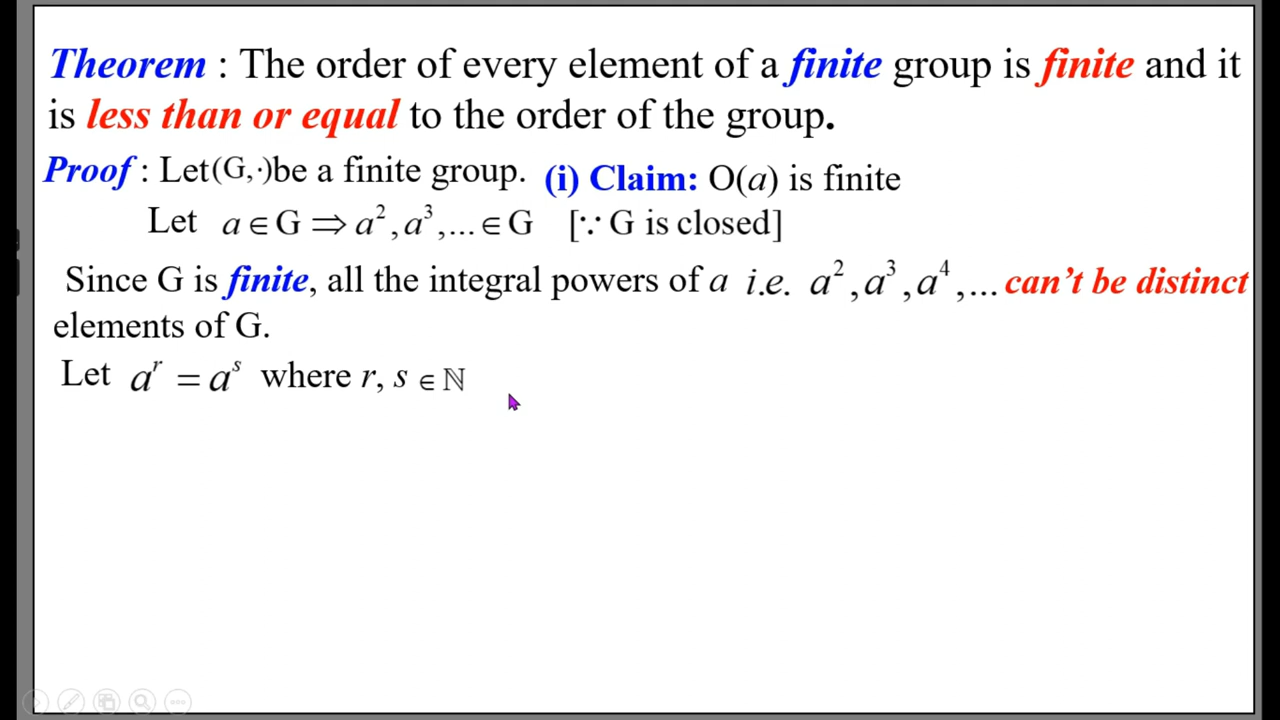 Theorem : The order of every element of a finite group is finite and it
is less than or equal to the order of the group.
Proof : Let (G,·) be a finite group. (i) Claim: O(a) is finite
Let a ∈ G ⇒ a², a³, ... ∈ G [∵ G is closed]
Since G is finite, all the integral powers of a i.e. a², a³, a⁴, ... can't be distinct
elements of G.
Let aʳ = aˢ where r, s ∈ ℕ